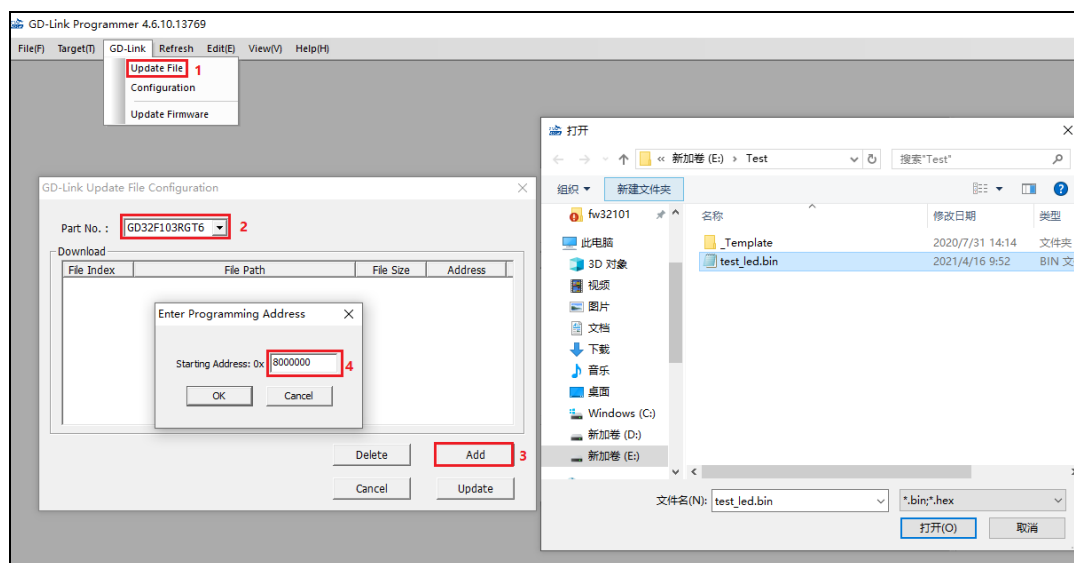 GD-Link Programmer 4.6.10.13769
File(F) Target(T) GD-Link Refresh Edit(E) View(V) Help(H)
Update File 1
Configuration
Update Firmware
GD-Link Update File Configuration
Part No. : GD32F103RGT6 2
Download
File Index File Path File Size Address
Enter Programming Address
Starting Address: 0x 8000000 4
OK Cancel
Delete Add 3
Cancel Update
打开
« 新加卷 (E:) › Test 搜索"Test"
组织 新建文件夹
fw32101
此电脑
3D 对象
视频
图片
文档
下载
音乐
桌面
Windows (C:)
新加卷 (D:)
新加卷 (E:)
名称 修改日期 类型
_Template 2020/7/31 14:14 文件夹
test_led.bin 2021/4/16 9:52 BIN 文
文件名(N): test_led.bin *.bin;*.hex
打开(O) 取消